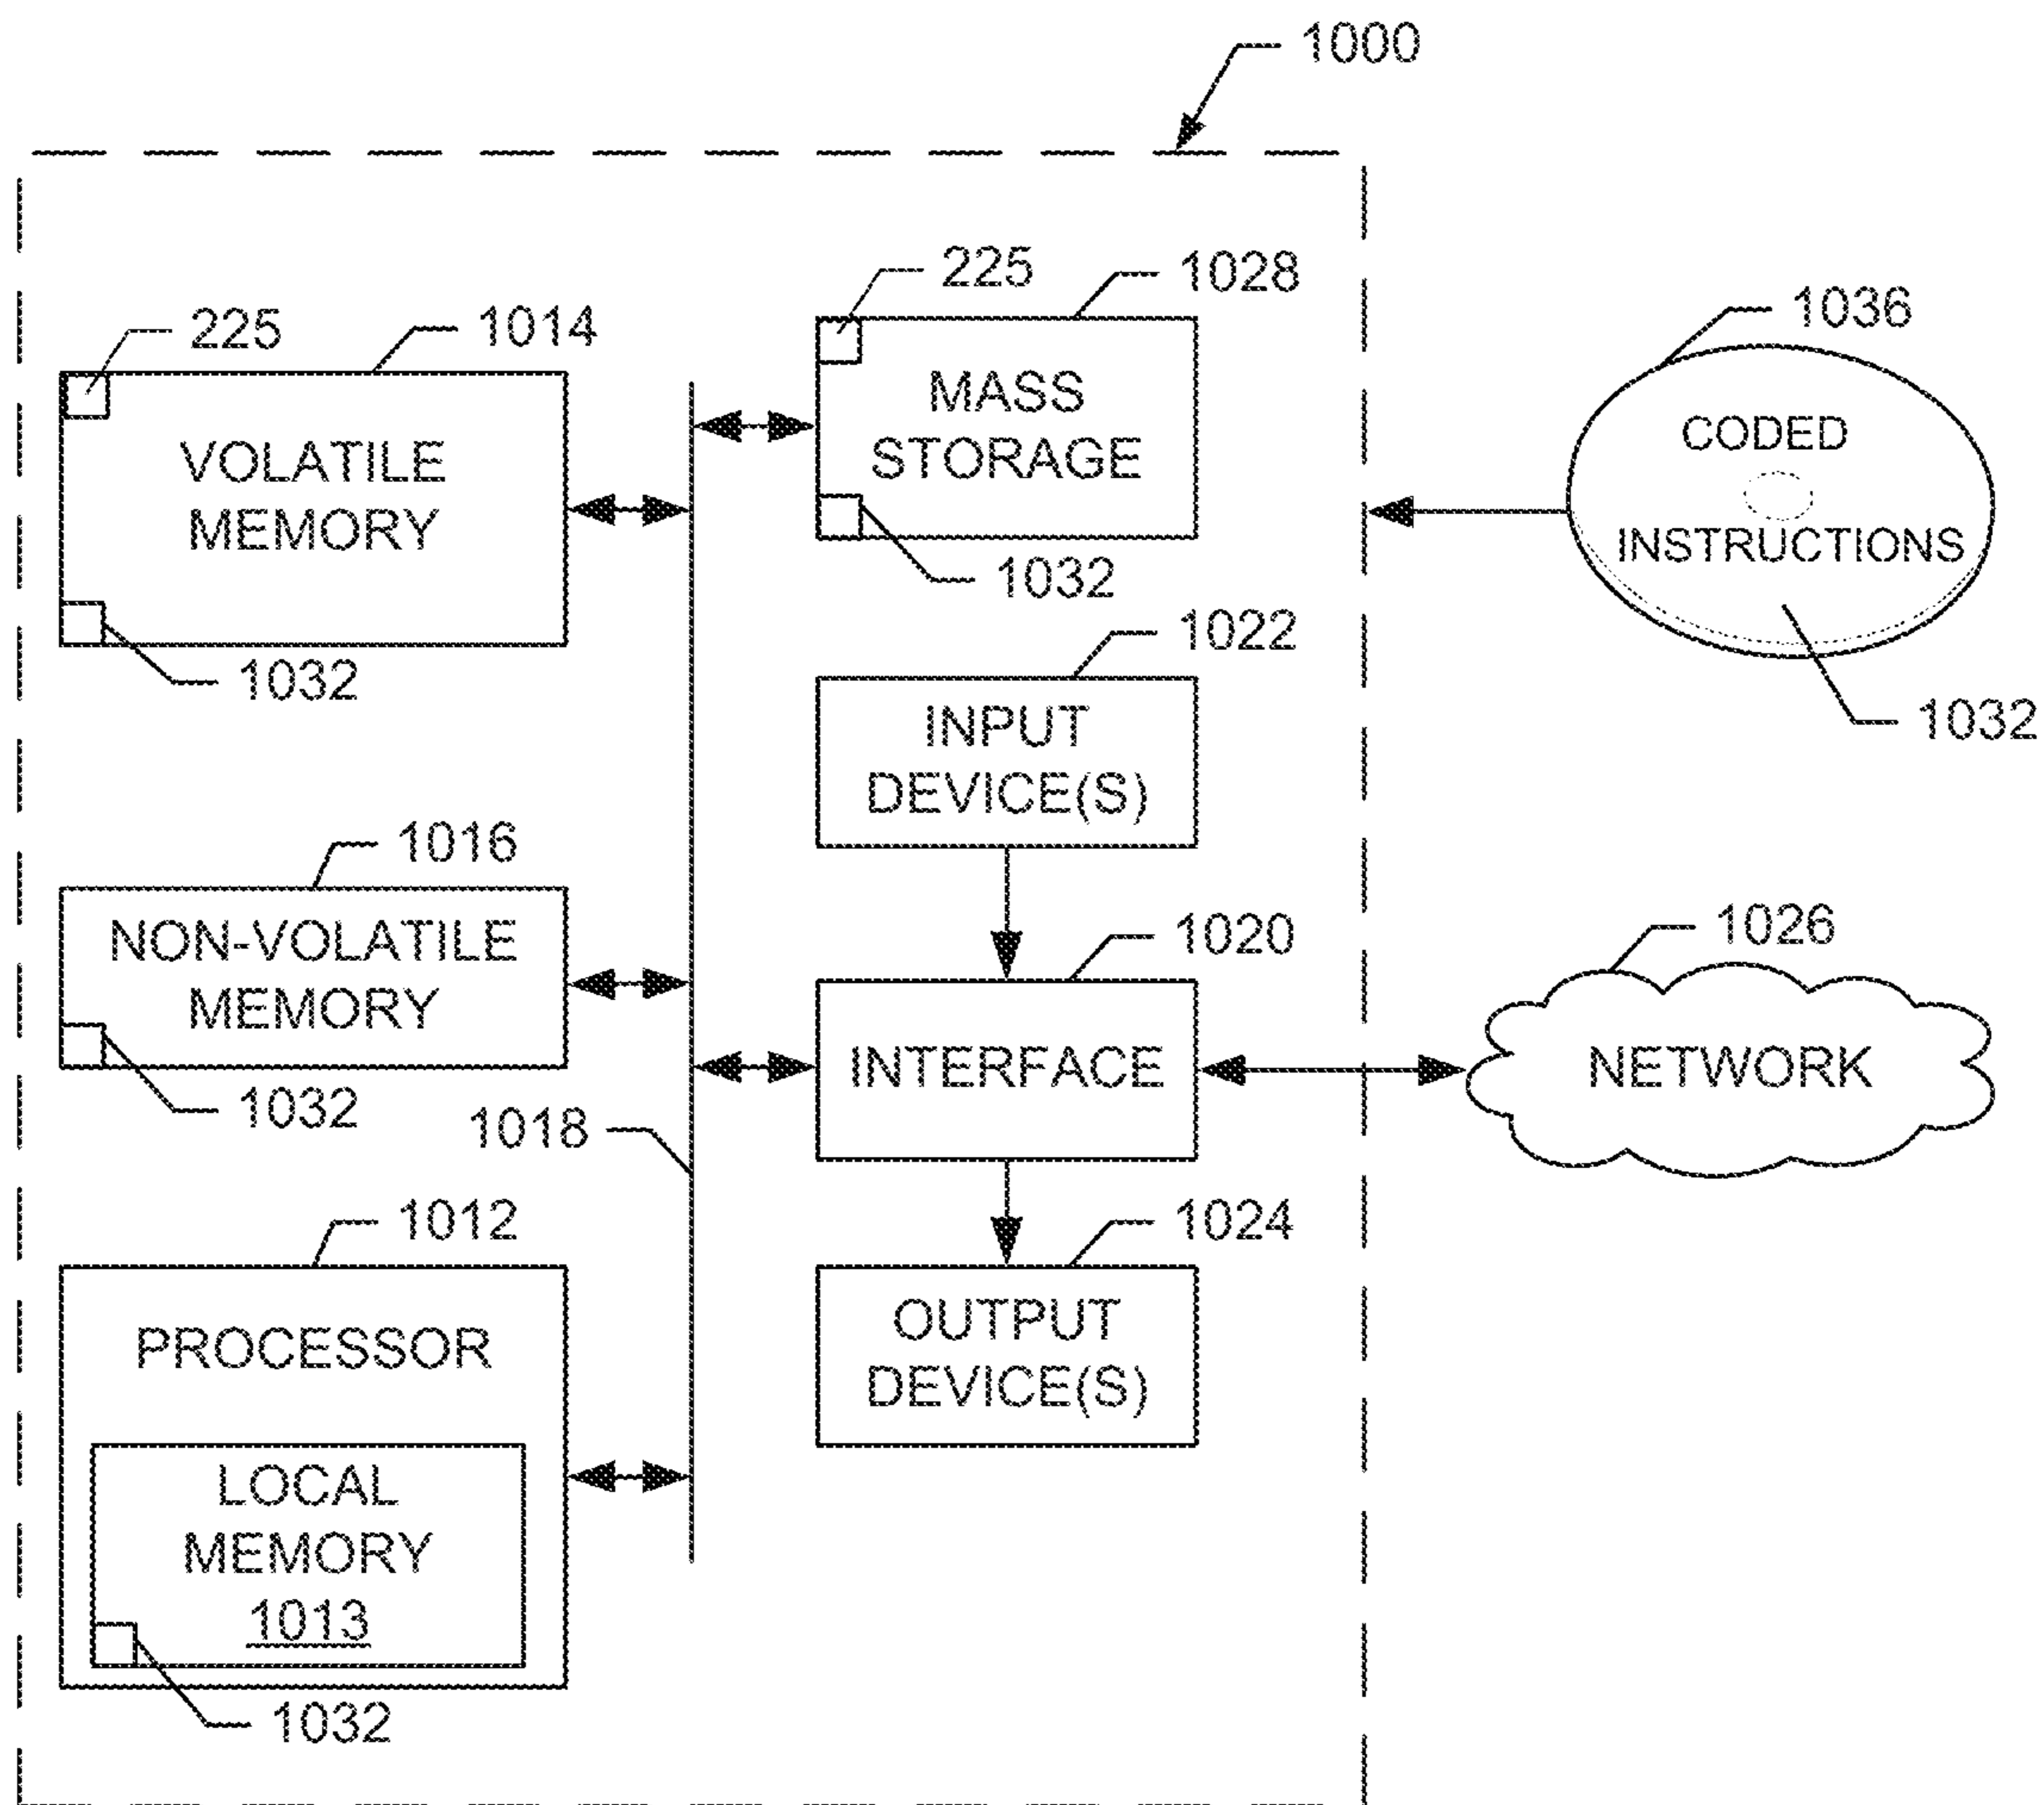 1000
225
1014
VOLATILE
MEMORY
1032
225
1028
MASS
STORAGE
1032
1036
CODED
INSTRUCTIONS
1032
1022
INPUT
DEVICE(S)
1016
NON-VOLATILE
MEMORY
1032
1018
1020
INTERFACE
1026
NETWORK
1012
PROCESSOR
LOCAL
MEMORY
1013
1032
1024
OUTPUT
DEVICE(S)